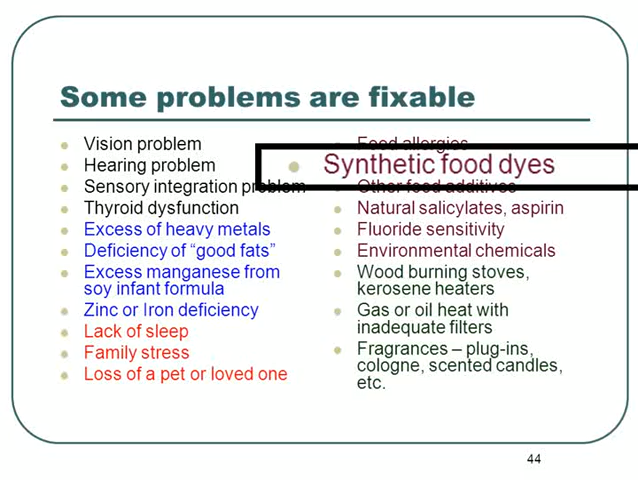 Some problems are fixable
Vision problem
Hearing problem
Sensory integration problem
Thyroid dysfunction
Excess of heavy metals
Deficiency of “good fats”
Excess manganese from
soy infant formula
Zinc or Iron deficiency
Lack of sleep
Family stress
Loss of a pet or loved one
Food allergies
Synthetic food dyes
Other food additives
Natural salicylates, aspirin
Fluoride sensitivity
Environmental chemicals
Wood burning stoves,
kerosene heaters
Gas or oil heat with
inadequate filters
Fragrances – plug-ins,
cologne, scented candles,
etc.
44